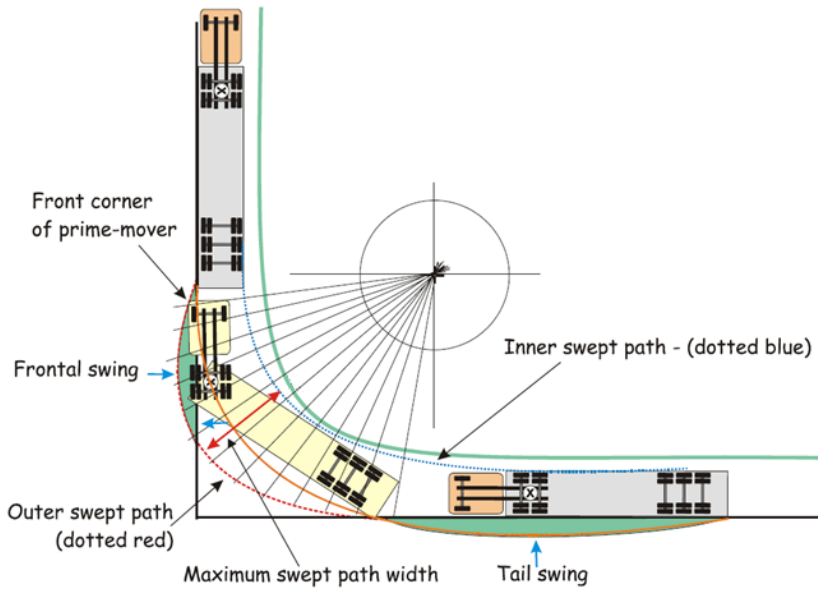 Front corner
of prime-mover
Inner swept path - (dotted blue)
Frontal swing
Outer swept path
(dotted red)
Maximum swept path width
Tail swing